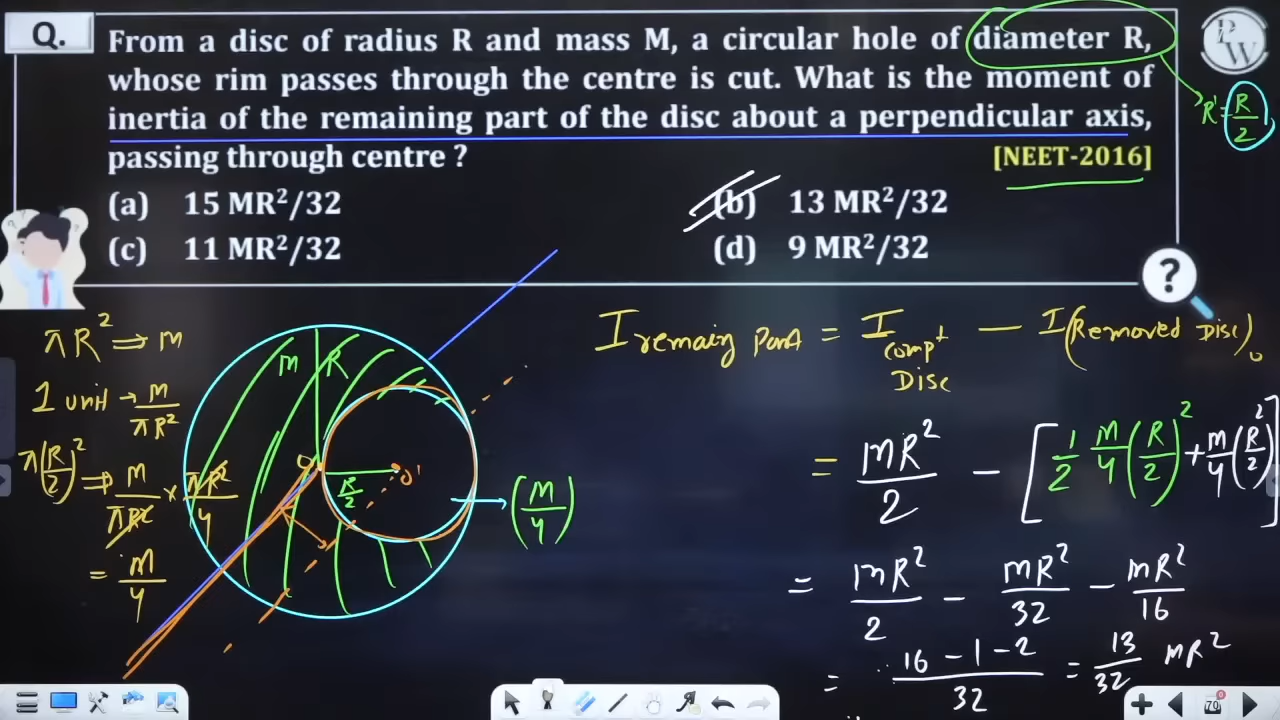 Q.
From a disc of radius R and mass M, a circular hole of diameter R,
whose rim passes through the centre is cut. What is the moment of
inertia of the remaining part of the disc about a perpendicular axis,
passing through centre ?
[NEET-2016]
(a) 15 MR²/32
(b) 13 MR²/32
(c) 11 MR²/32
(d) 9 MR²/32
PW
R' = R/2
?
πR² ⇒ M
1 unit → M/πR²
π(R/2)² ⇒ M/πR² × πR²/4
= M/4
M R
O
R/2
O'
(M/4)
I remaing Part = I comp^t Disc — I (Removed Disc)₀
= MR²/2 - [1/2 M/4 (R/2)² + M/4 (R/2)²]
= MR²/2 - MR²/32 - MR²/16
= 16 - 1 - 2/32 = 13/32 MR²
70